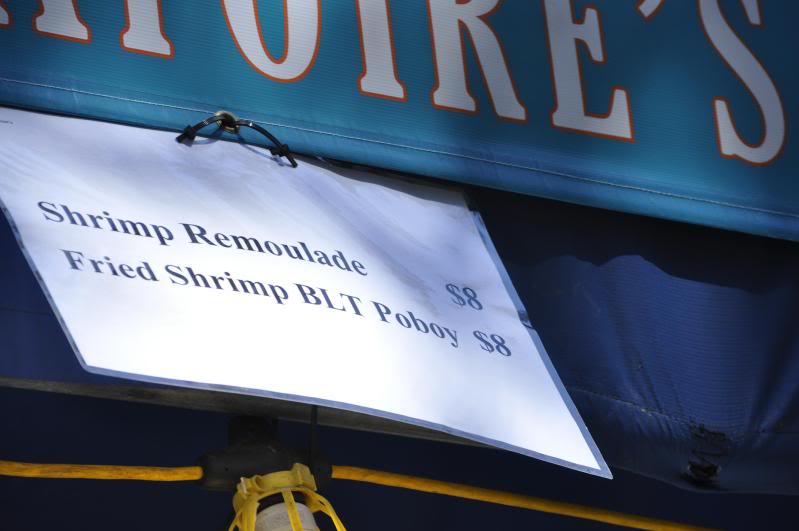 ATOIRE'S
Shrimp Remoulade $8
Fried Shrimp BLT Poboy $8